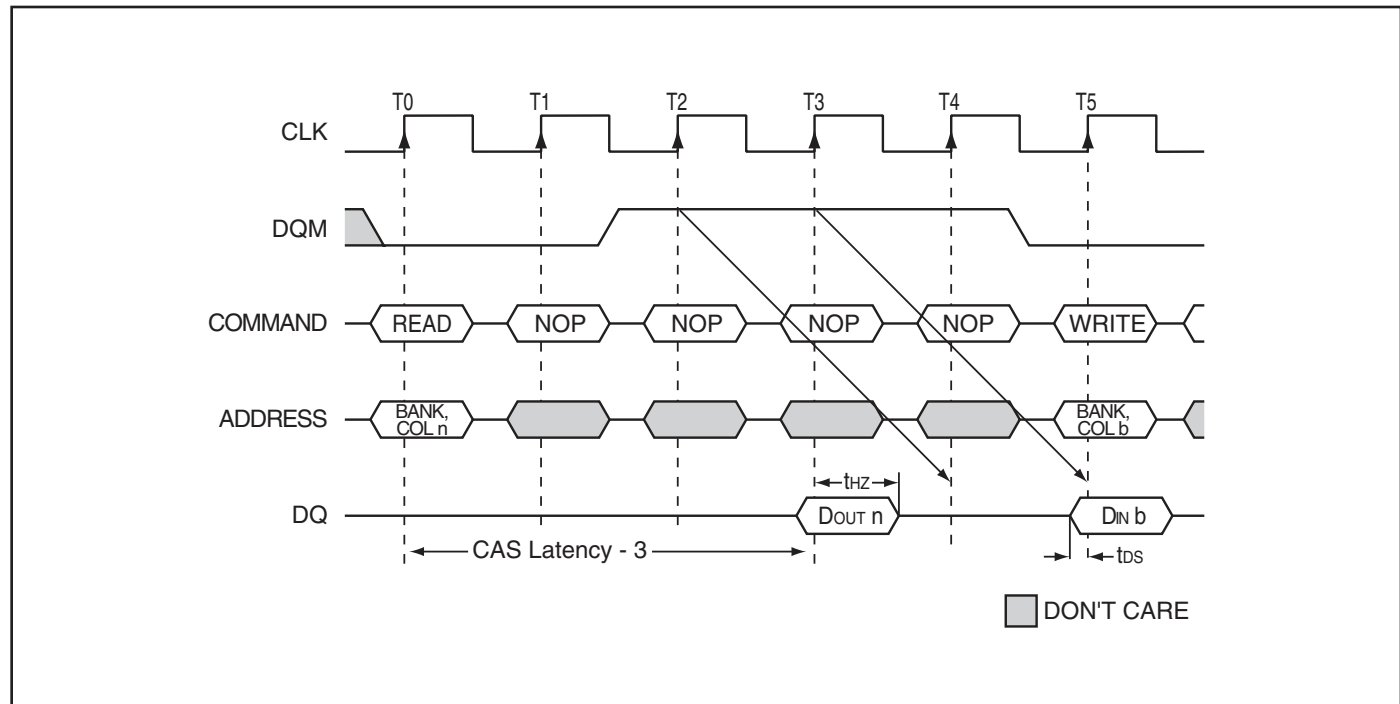 T0 T1 T2 T3 T4 T5
CLK
DQM
COMMAND READ NOP NOP NOP NOP WRITE
ADDRESS BANK, COL n BANK, COL b
tHZ
DQ DOUT n DIN b
CAS Latency - 3 tDS
DON'T CARE